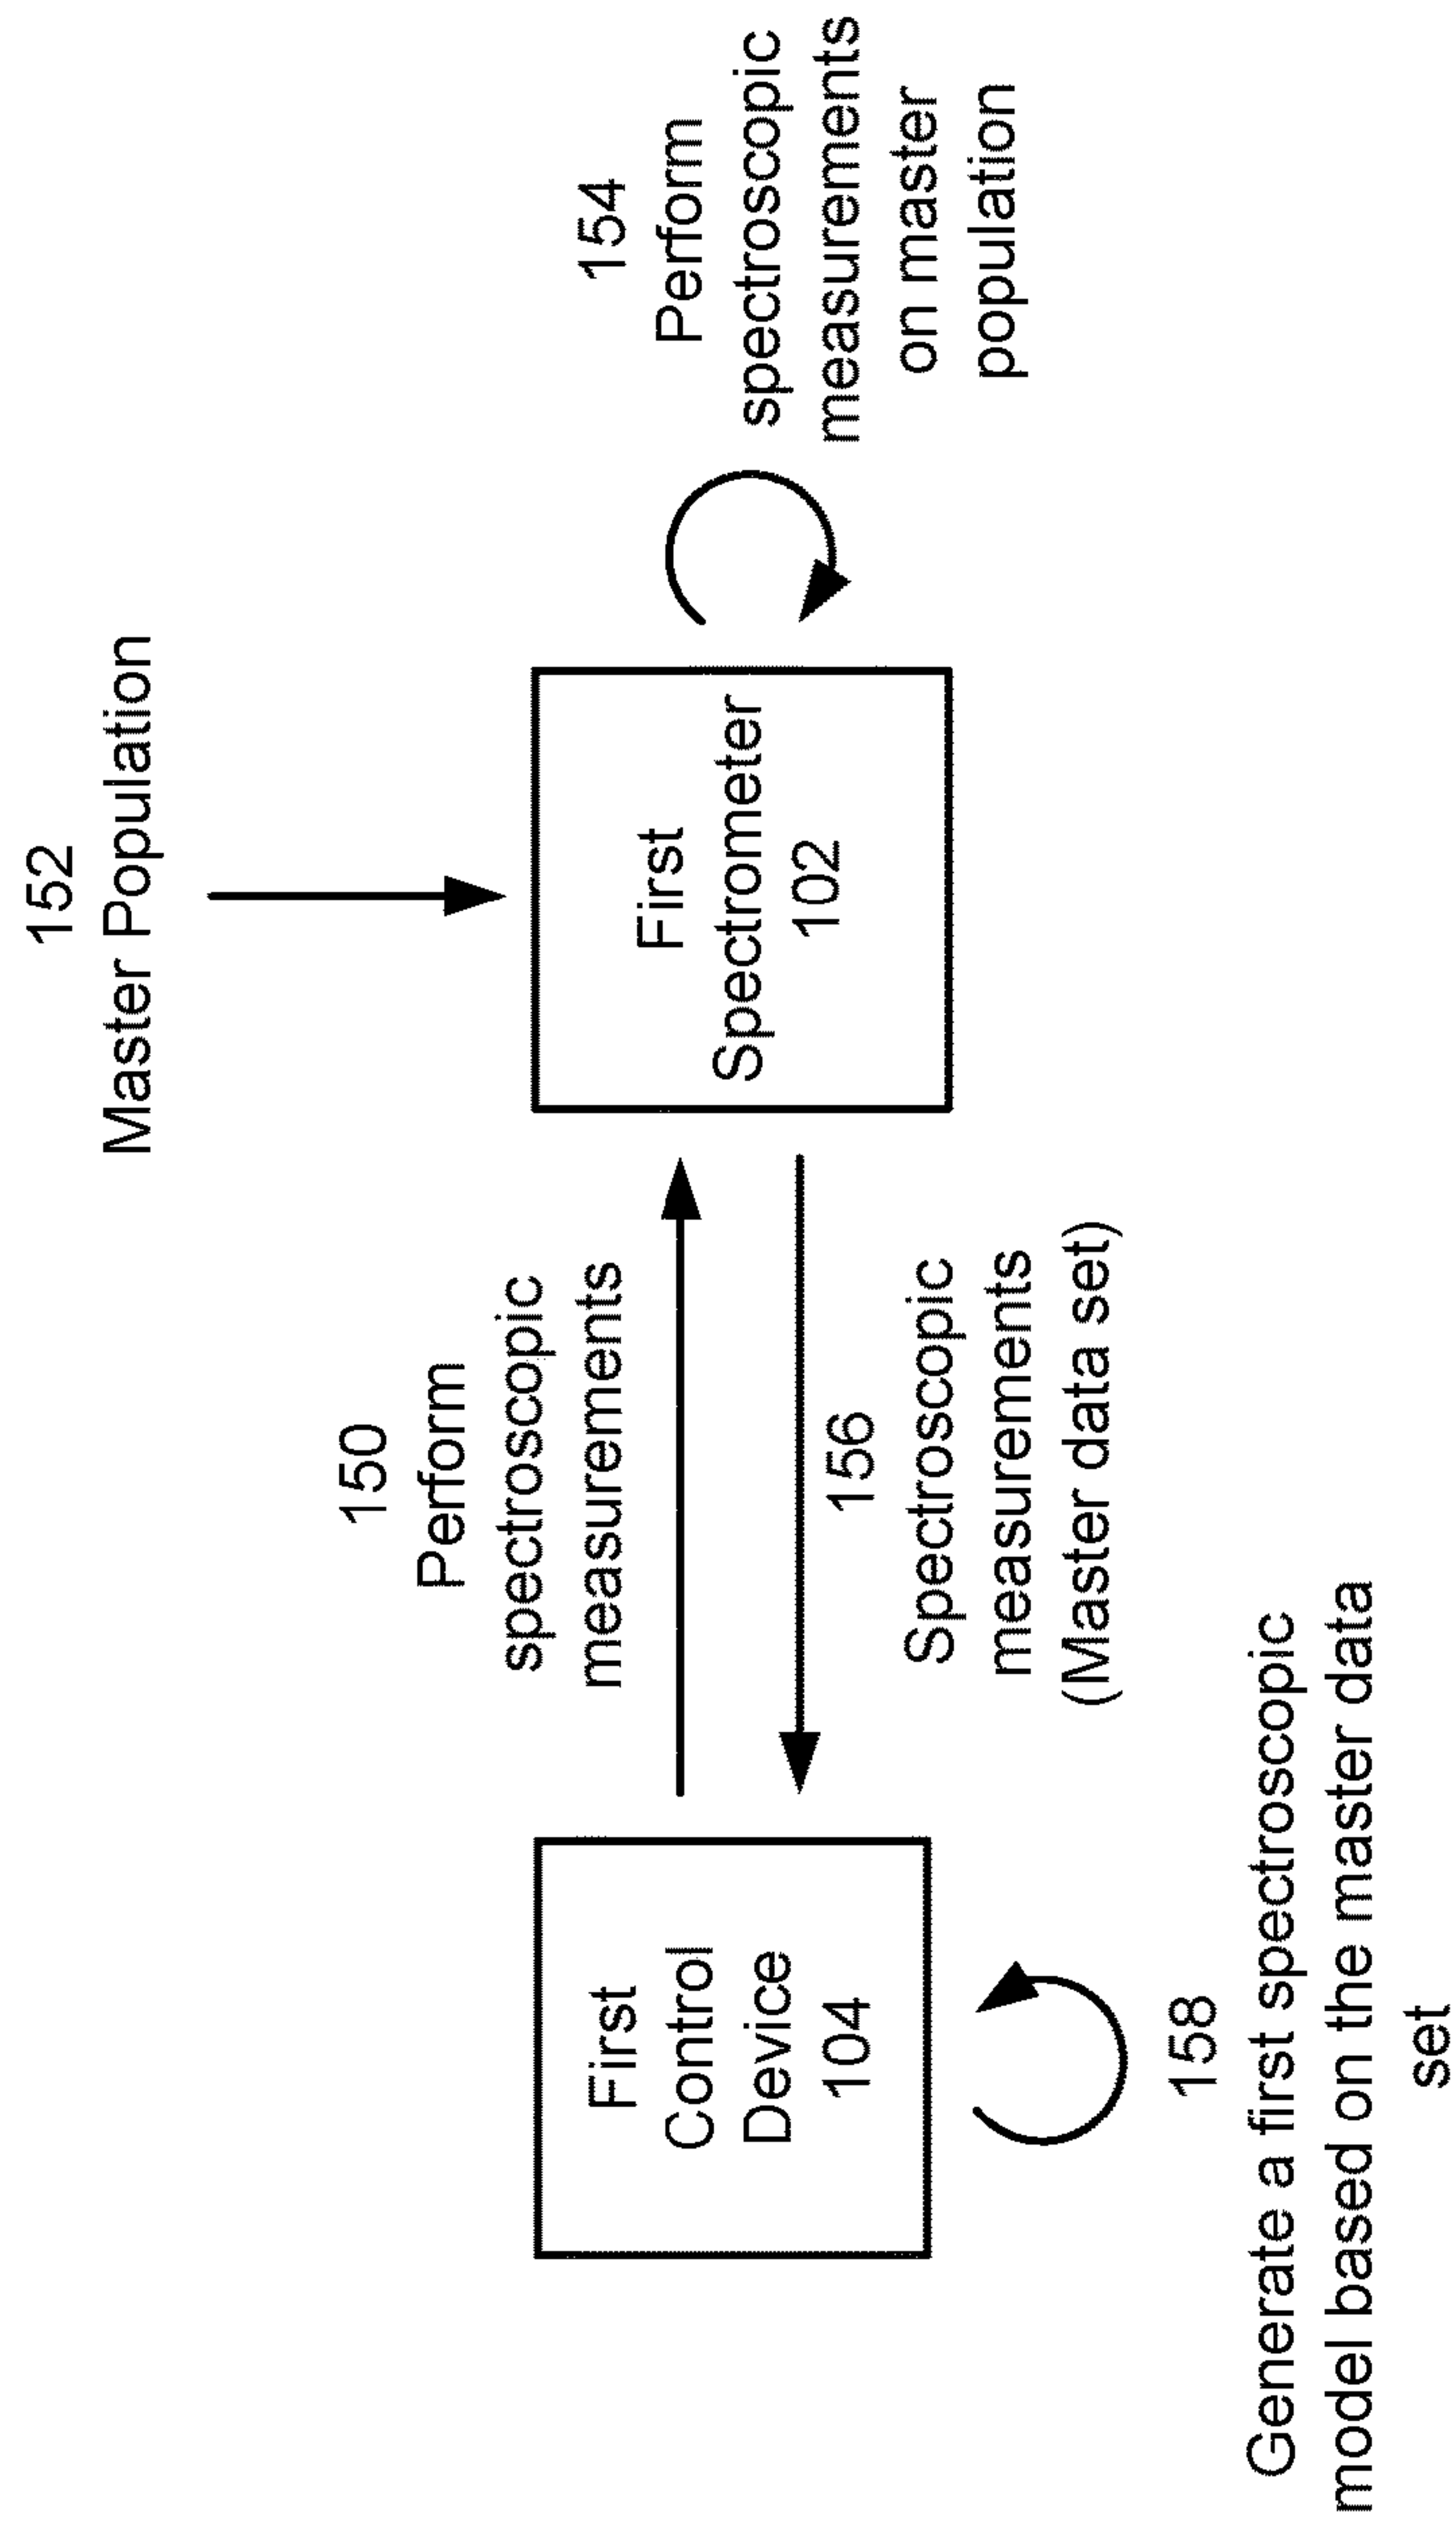 152
Master Population
150
Perform
spectroscopic
measurements
154
Perform
spectroscopic
measurements
on master
population
First
Control
Device
104
First
Spectrometer
102
156
Spectroscopic
measurements
(Master data set)
158
Generate a first spectroscopic
model based on the master data
set